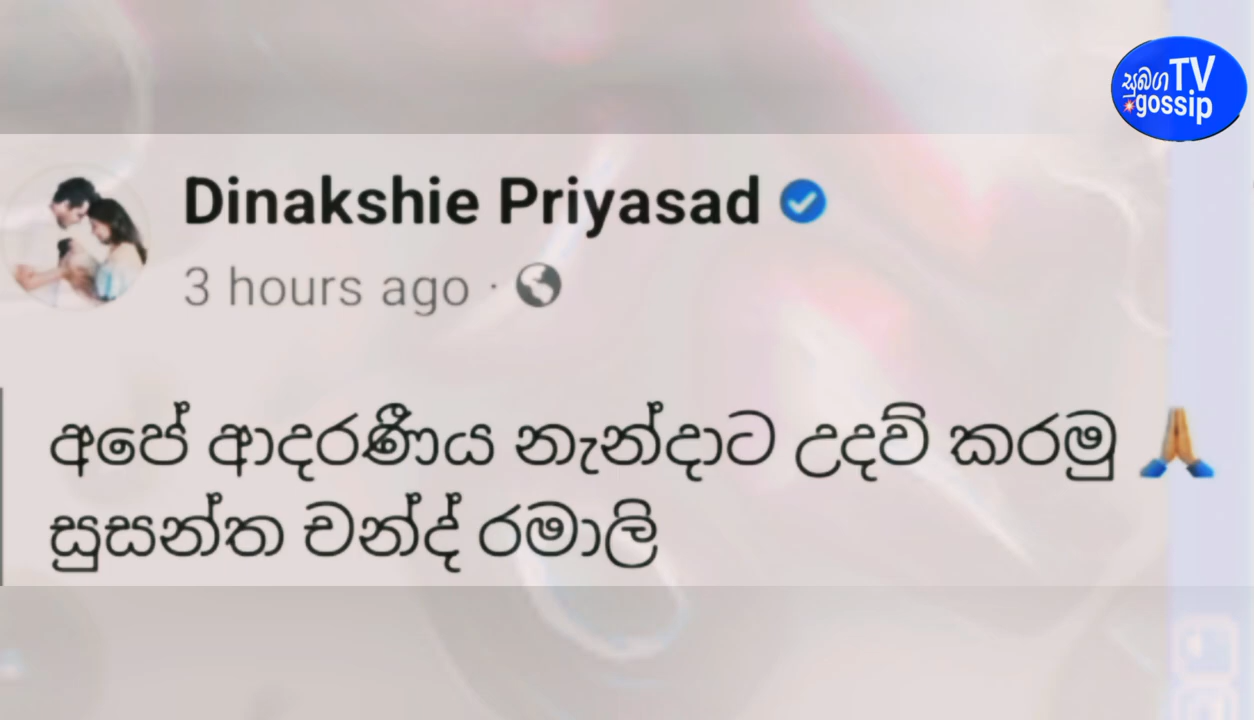 සුබග TV
gossip
Dinakshie Priyasad
3 hours ago ·
අපේ ආදරණීය නැන්දාට උදව් කරමු 🙏
සුසන්ත චන්ද් රමාලි